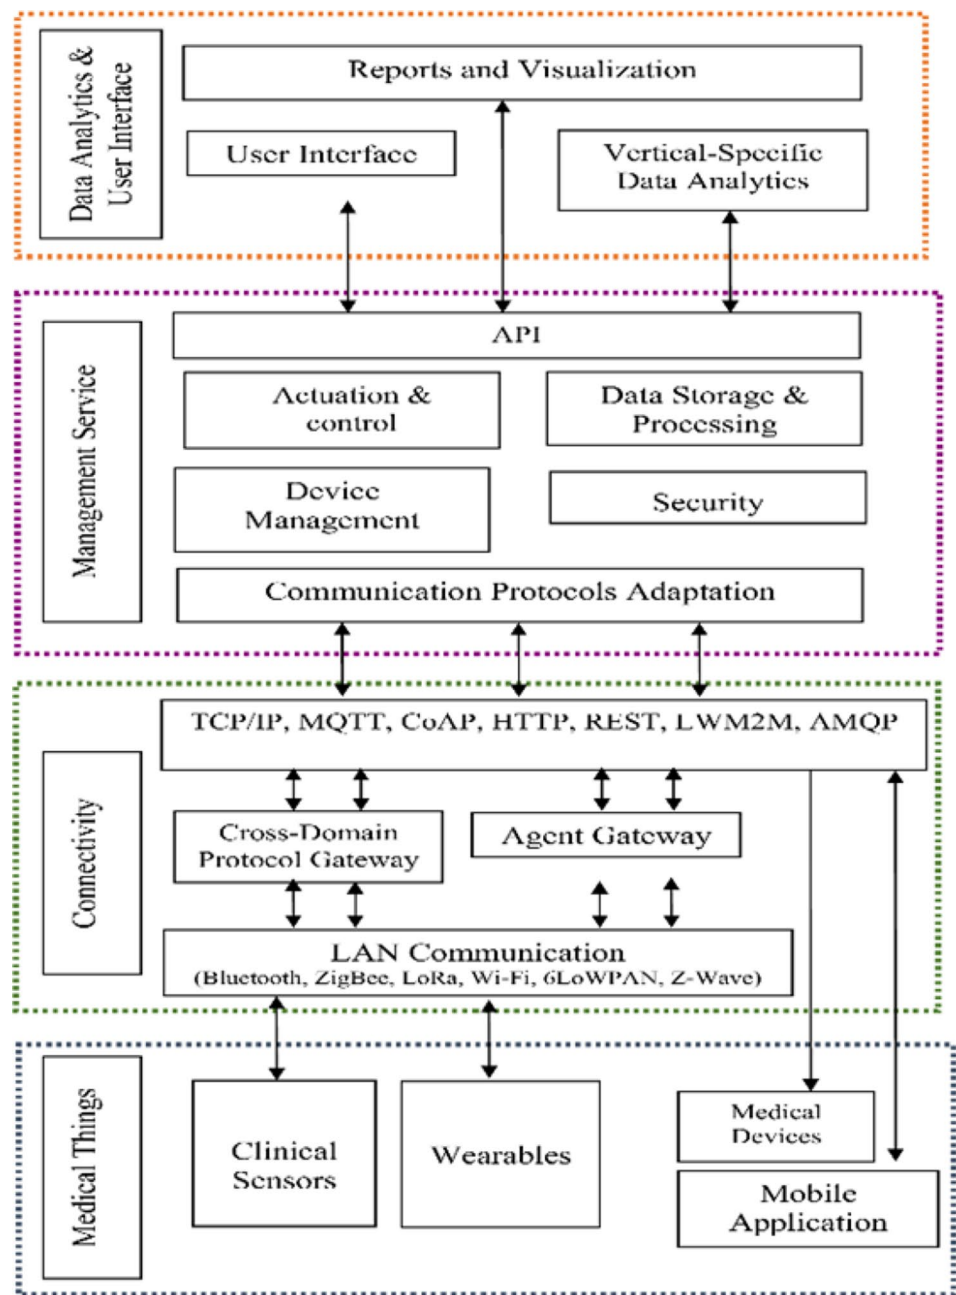 Data Analytics &
User Interface
Reports and Visualization
User Interface
Vertical-Specific
Data Analytics
Management Service
API
Actuation &
control
Data Storage &
Processing
Device
Management
Security
Communication Protocols Adaptation
Connectivity
TCP/IP, MQTT, CoAP, HTTP, REST, LWM2M, AMQP
Cross-Domain
Protocol Gateway
Agent Gateway
LAN Communication
(Bluetooth, ZigBee, LoRa, Wi-Fi, 6LoWPAN, Z-Wave)
Medical Things
Clinical
Sensors
Wearables
Medical
Devices
Mobile
Application